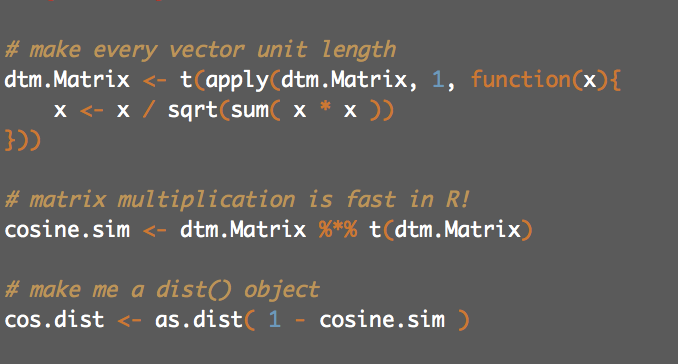 # make every vector unit length
dtm.Matrix <- t(apply(dtm.Matrix, 1, function(x){
    x <- x / sqrt(sum( x * x ))
}))
# matrix multiplication is fast in R!
cosine.sim <- dtm.Matrix %*% t(dtm.Matrix)
# make me a dist() object
cos.dist <- as.dist( 1 - cosine.sim )